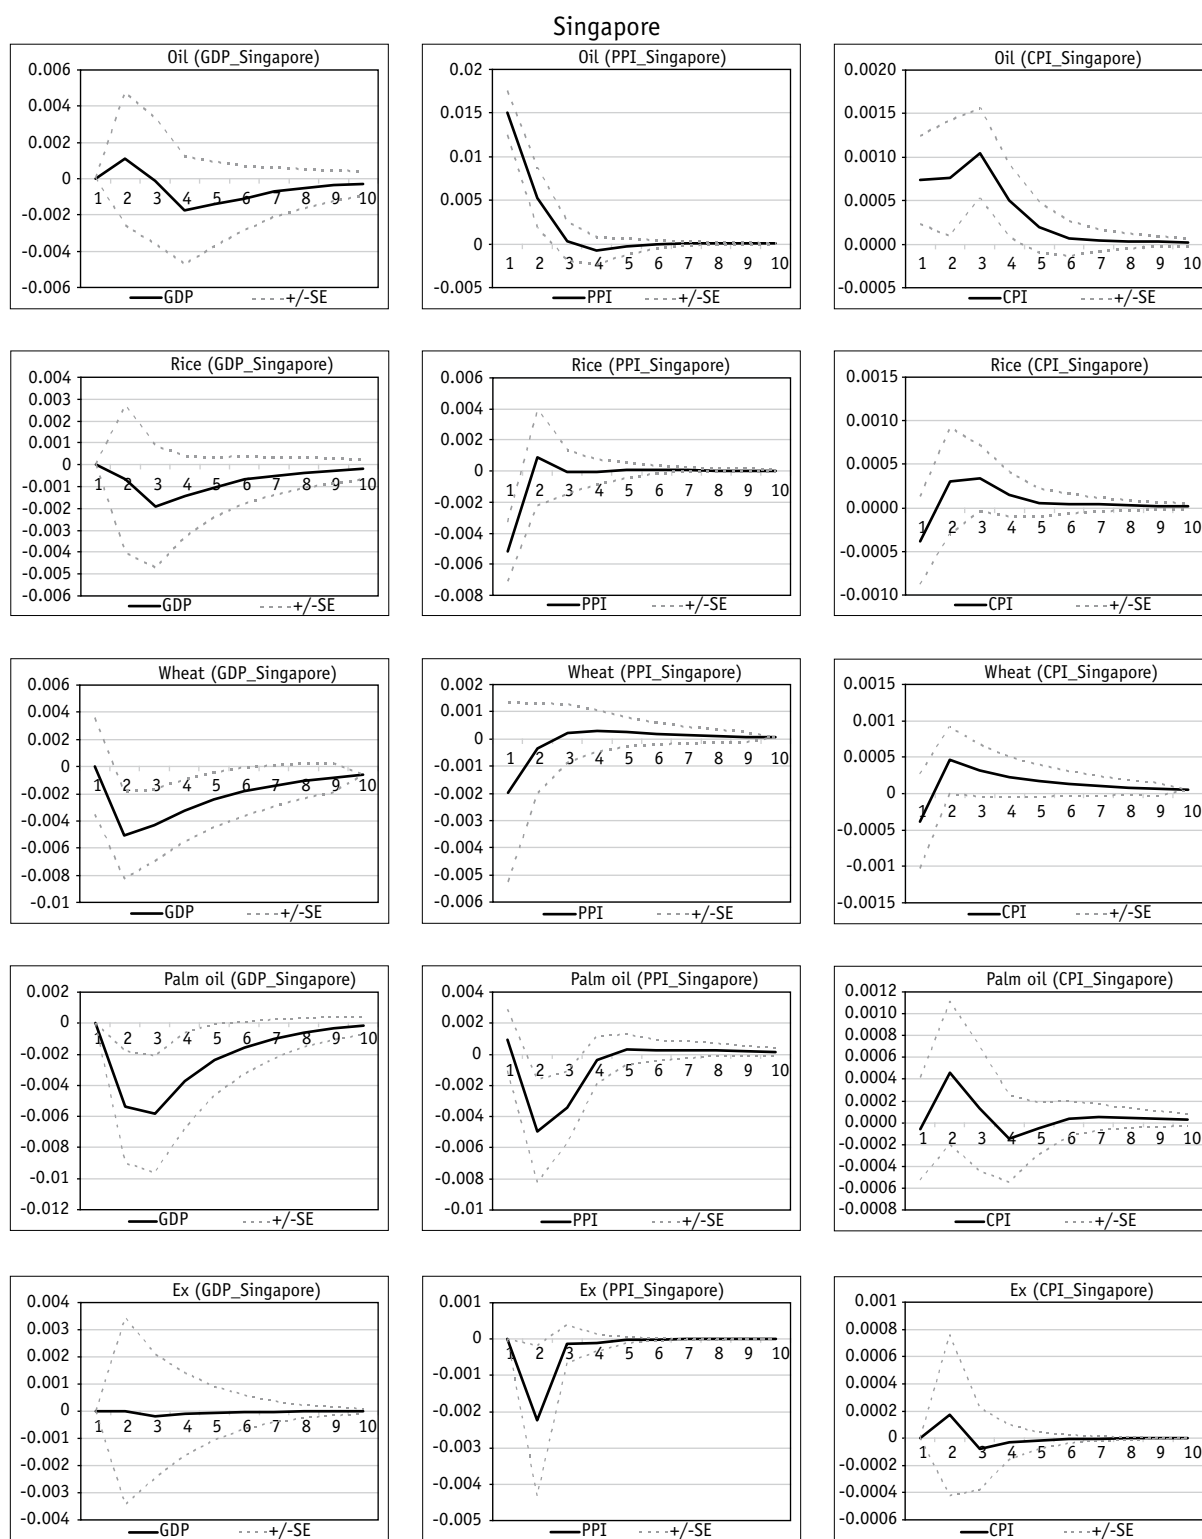 Singapore
Oil (GDP_Singapore)
0.006
0.004
0.002
0
-0.002
-0.004
-0.006
1 2 3 4 5 6 7 8 9 10
GDP +/-SE
Oil (PPI_Singapore)
0.02
0.015
0.01
0.005
0
-0.005
1 2 3 4 5 6 7 8 9 10
PPI +/-SE
Oil (CPI_Singapore)
0.0020
0.0015
0.0010
0.0005
0.0000
-0.0005
1 2 3 4 5 6 7 8 9 10
CPI +/-SE
Rice (GDP_Singapore)
0.004
0.003
0.002
0.001
0
-0.001
-0.002
-0.003
-0.004
-0.005
-0.006
1 2 3 4 5 6 7 8 9 10
GDP +/-SE
Rice (PPI_Singapore)
0.006
0.004
0.002
0
-0.002
-0.004
-0.006
-0.008
1 2 3 4 5 6 7 8 9 10
PPI +/-SE
Rice (CPI_Singapore)
0.0015
0.0010
0.0005
0.0000
-0.0005
-0.0010
1 2 3 4 5 6 7 8 9 10
CPI +/-SE
Wheat (GDP_Singapore)
0.006
0.004
0.002
0
-0.002
-0.004
-0.006
-0.008
-0.01
1 2 3 4 5 6 7 8 9 10
GDP +/-SE
Wheat (PPI_Singapore)
0.002
0.001
0
-0.001
-0.002
-0.003
-0.004
-0.005
-0.006
1 2 3 4 5 6 7 8 9 10
PPI +/-SE
Wheat (CPI_Singapore)
0.0015
0.001
0.0005
0
-0.0005
-0.001
-0.0015
1 2 3 4 5 6 7 8 9 10
CPI +/-SE
Palm oil (GDP_Singapore)
0.002
0
-0.002
-0.004
-0.006
-0.008
-0.01
-0.012
1 2 3 4 5 6 7 8 9 10
GDP +/-SE
Palm oil (PPI_Singapore)
0.004
0.002
0
-0.002
-0.004
-0.006
-0.008
-0.01
1 2 3 4 5 6 7 8 9 10
PPI +/-SE
Palm oil (CPI_Singapore)
0.0012
0.0010
0.0008
0.0006
0.0004
0.0002
0.0000
-0.0002
-0.0004
-0.0006
-0.0008
1 2 3 4 5 6 7 8 9 10
CPI +/-SE
Ex (GDP_Singapore)
0.004
0.003
0.002
0.001
0
-0.001
-0.002
-0.003
-0.004
1 2 3 4 5 6 7 8 9 10
GDP +/-SE
Ex (PPI_Singapore)
0.001
0
-0.001
-0.002
-0.003
-0.004
-0.005
1 2 3 4 5 6 7 8 9 10
PPI +/-SE
Ex (CPI_Singapore)
0.001
0.0008
0.0006
0.0004
0.0002
0.0000
-0.0002
-0.0004
-0.0006
1 2 3 4 5 6 7 8 9 10
CPI +/-SE